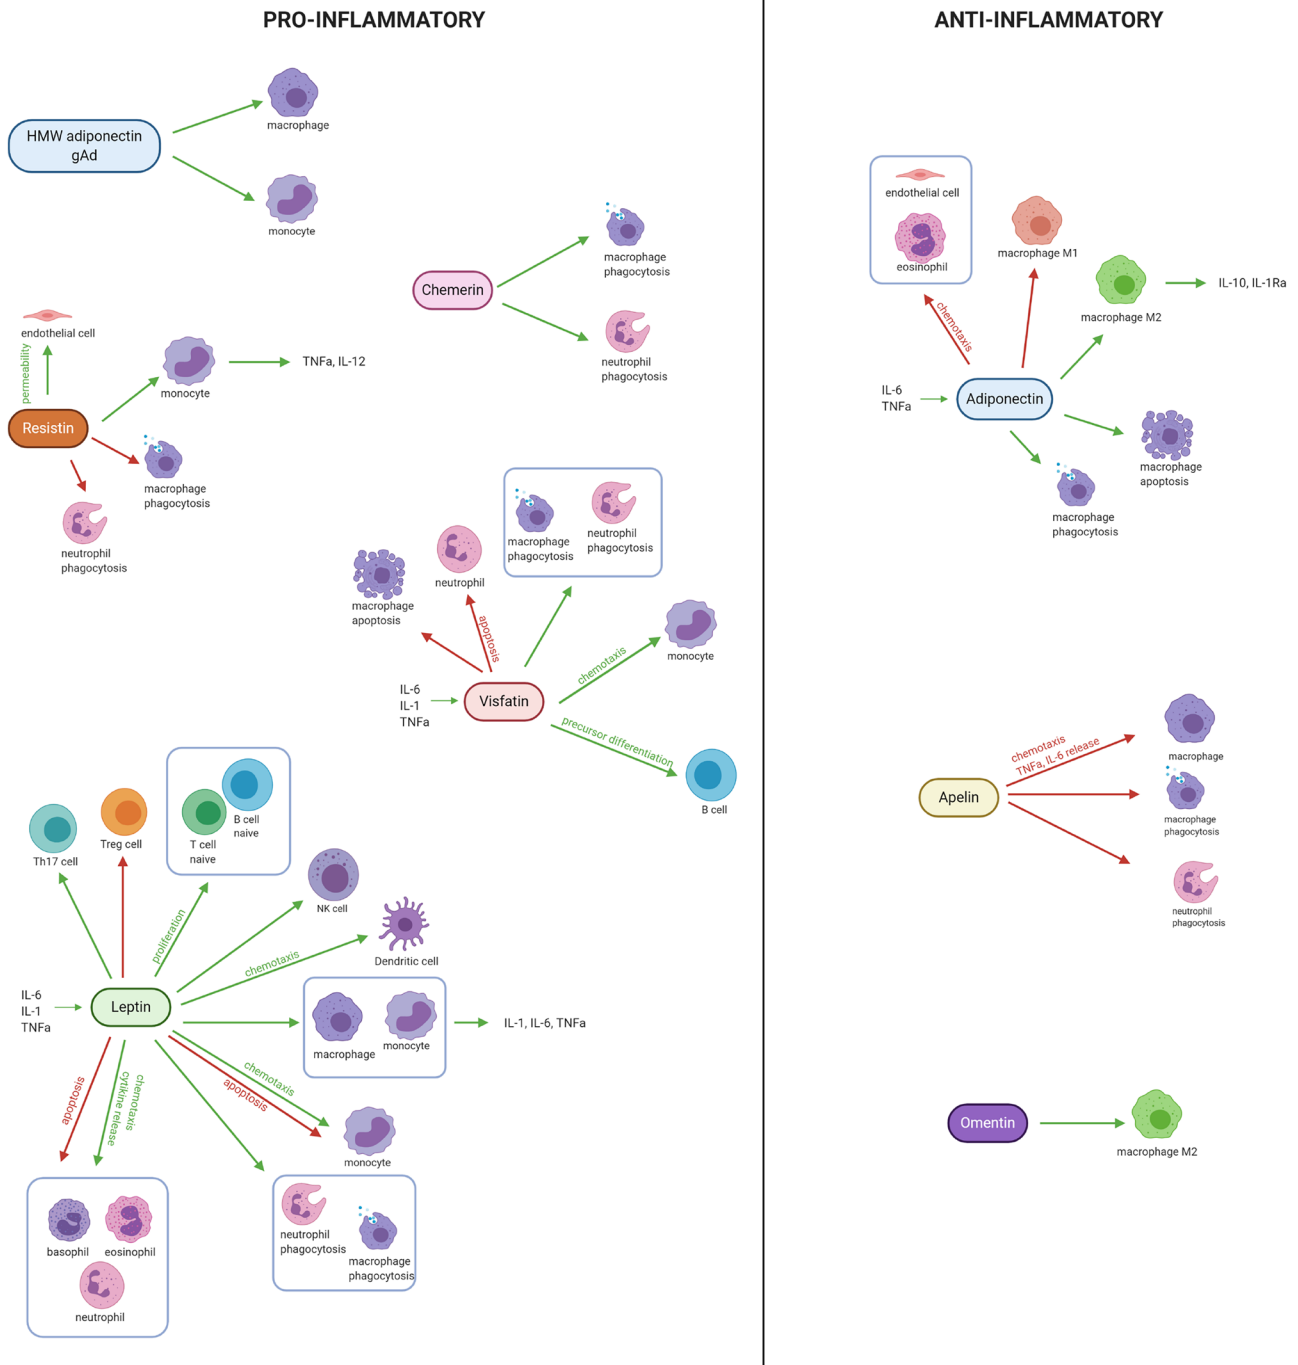 PRO-INFLAMMATORY
HMW adiponectin
gAd
macrophage
monocyte
Chemerin
macrophage
phagocytosis
neutrophil
phagocytosis
endothelial cell
permeability
Resistin
monocyte
TNFa, IL-12
macrophage
phagocytosis
neutrophil
phagocytosis
macrophage
phagocytosis
neutrophil
phagocytosis
macrophage
apoptosis
neutrophil
apoptosis
monocyte
chemotaxis
IL-6
IL-1
TNFa
Visfatin
precursor differentiation
B cell
Th17 cell
Treg cell
B cell
naive
T cell
naive
proliferation
NK cell
chemotaxis
Dendritic cell
IL-6
IL-1
TNFa
Leptin
macrophage
monocyte
IL-1, IL-6, TNFa
apoptosis
chemotaxis
cytikine release
chemotaxis
apoptosis
monocyte
basophil
eosinophil
neutrophil
neutrophil
phagocytosis
macrophage
phagocytosis
ANTI-INFLAMMATORY
endothelial cell
eosinophil
macrophage M1
macrophage M2
IL-10, IL-1Ra
chemotaxis
IL-6
TNFa
Adiponectin
macrophage
apoptosis
macrophage
phagocytosis
Apelin
chemotaxis
TNFa, IL-6 release
macrophage
macrophage
phagocytosis
neutrophil
phagocytosis
Omentin
macrophage M2